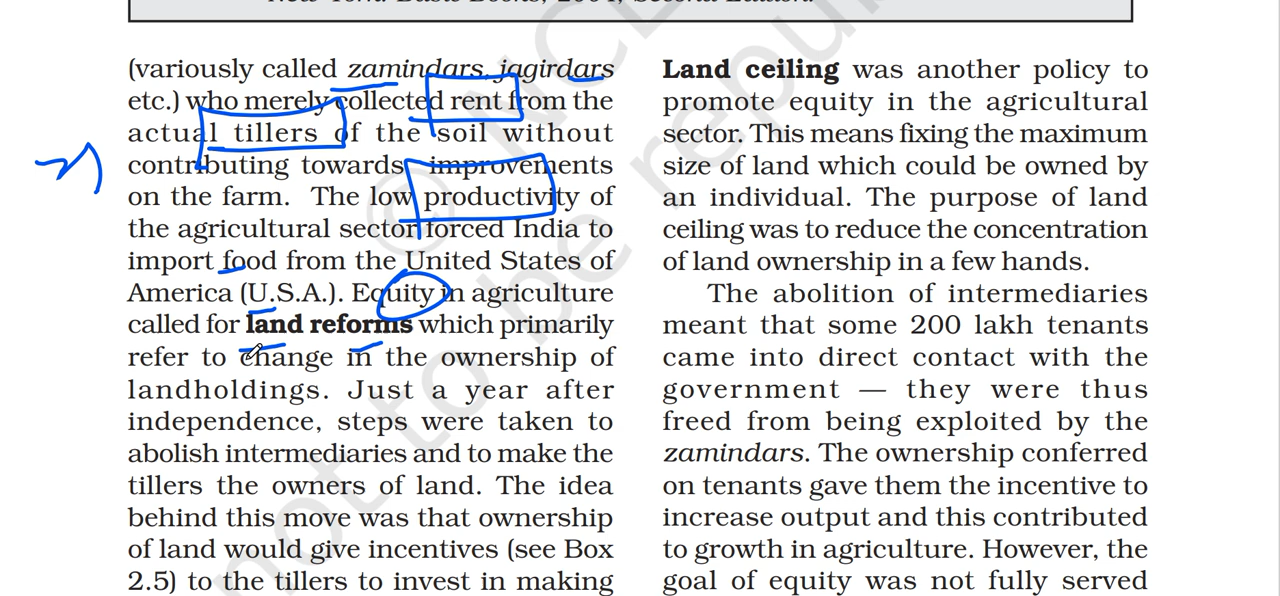 New York: Basic Books, 2004, Second Edition.
(variously called zamindars, jagirdars
etc.) who merely collected rent from the
actual tillers of the soil without
contributing towards improvements
on the farm. The low productivity of
the agricultural sector forced India to
import food from the United States of
America (U.S.A.). Equity in agriculture
called for land reforms which primarily
refer to change in the ownership of
landholdings. Just a year after
independence, steps were taken to
abolish intermediaries and to make the
tillers the owners of land. The idea
behind this move was that ownership
of land would give incentives (see Box
2.5) to the tillers to invest in making
Land ceiling was another policy to
promote equity in the agricultural
sector. This means fixing the maximum
size of land which could be owned by
an individual. The purpose of land
ceiling was to reduce the concentration
of land ownership in a few hands.
The abolition of intermediaries
meant that some 200 lakh tenants
came into direct contact with the
government — they were thus
freed from being exploited by the
zamindars. The ownership conferred
on tenants gave them the incentive to
increase output and this contributed
to growth in agriculture. However, the
goal of equity was not fully served